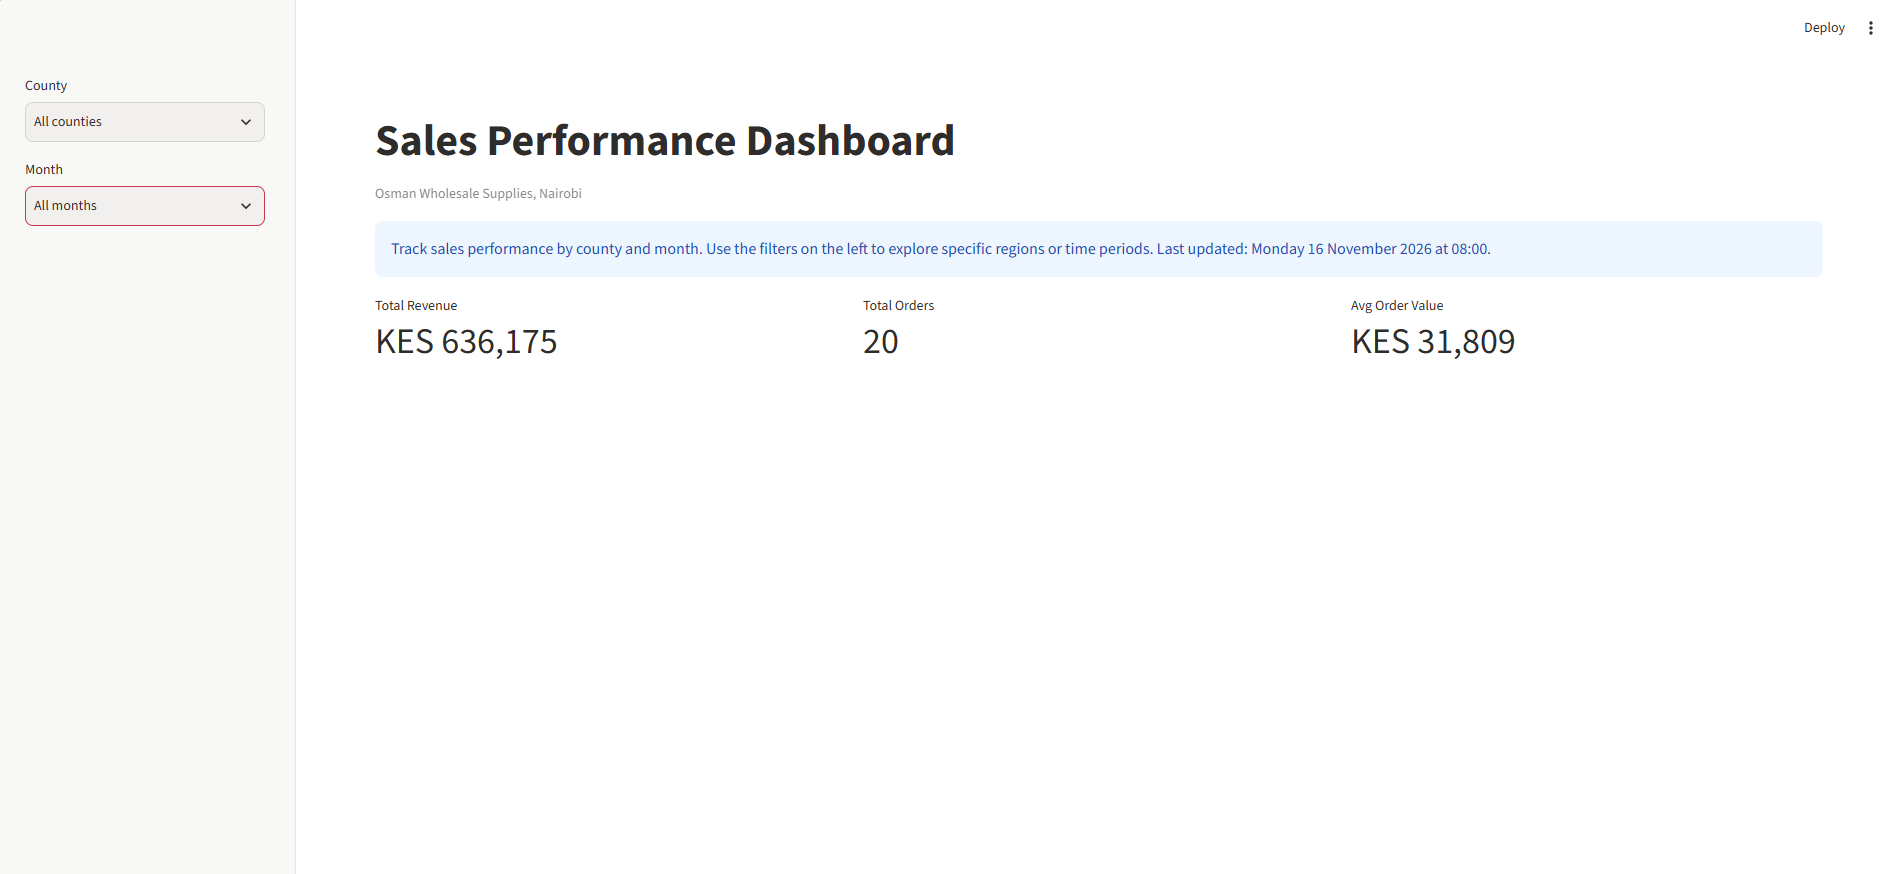 Deploy
County
All counties
Month
All months
Sales Performance Dashboard
Osman Wholesale Supplies, Nairobi
Track sales performance by county and month. Use the filters on the left to explore specific regions or time periods. Last updated: Monday 16 November 2026 at 08:00.
Total Revenue
KES 636,175
Total Orders
20
Avg Order Value
KES 31,809